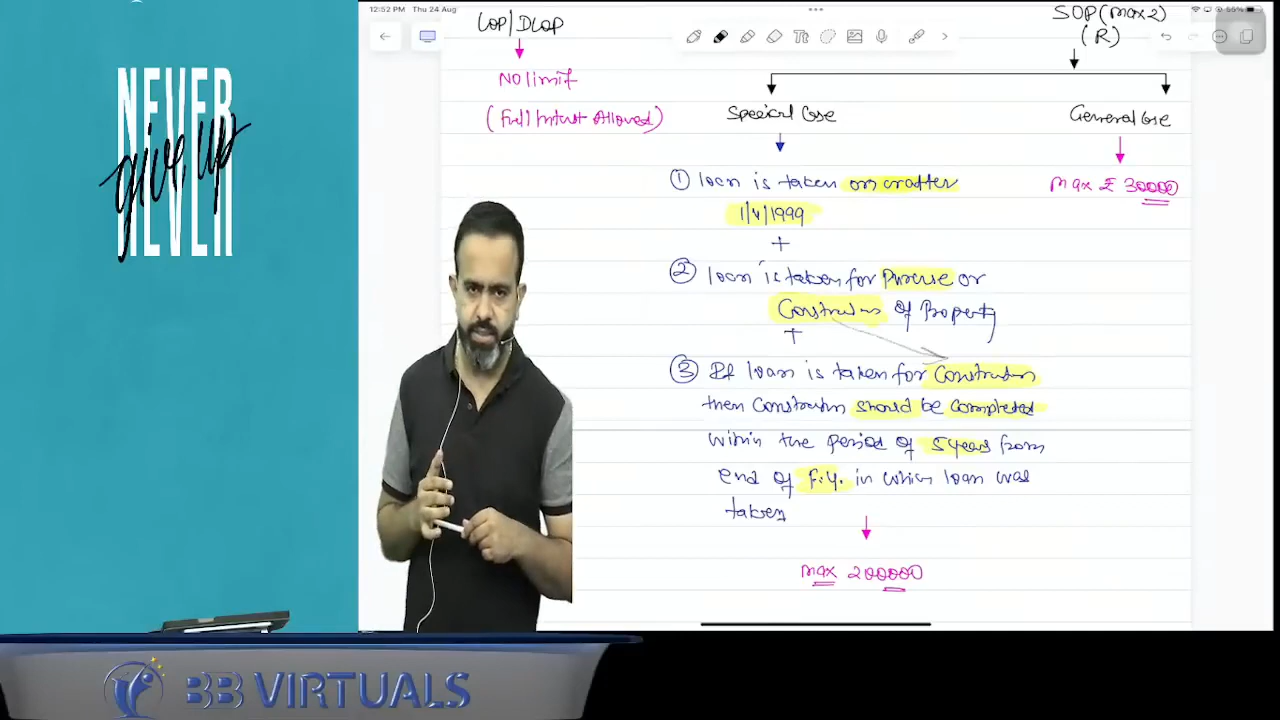 12:52 PM Thu 24 Aug
55%
LOP/DLOP
No limit
(Full Interest Allowed)
SOP (Max 2)
(R)
Special Case
General Case
Max ₹ 30000
① loan is taken on or after
1/4/1999
+
② loan is taken for Purchase or
Construction of Property
+
③ If loan is taken for Construction
then Construction should be completed
within the period of 5 years from
end of F.Y. in which loan was
taken
max 200000
NEVER
give up
NEVER
BB VIRTUALS